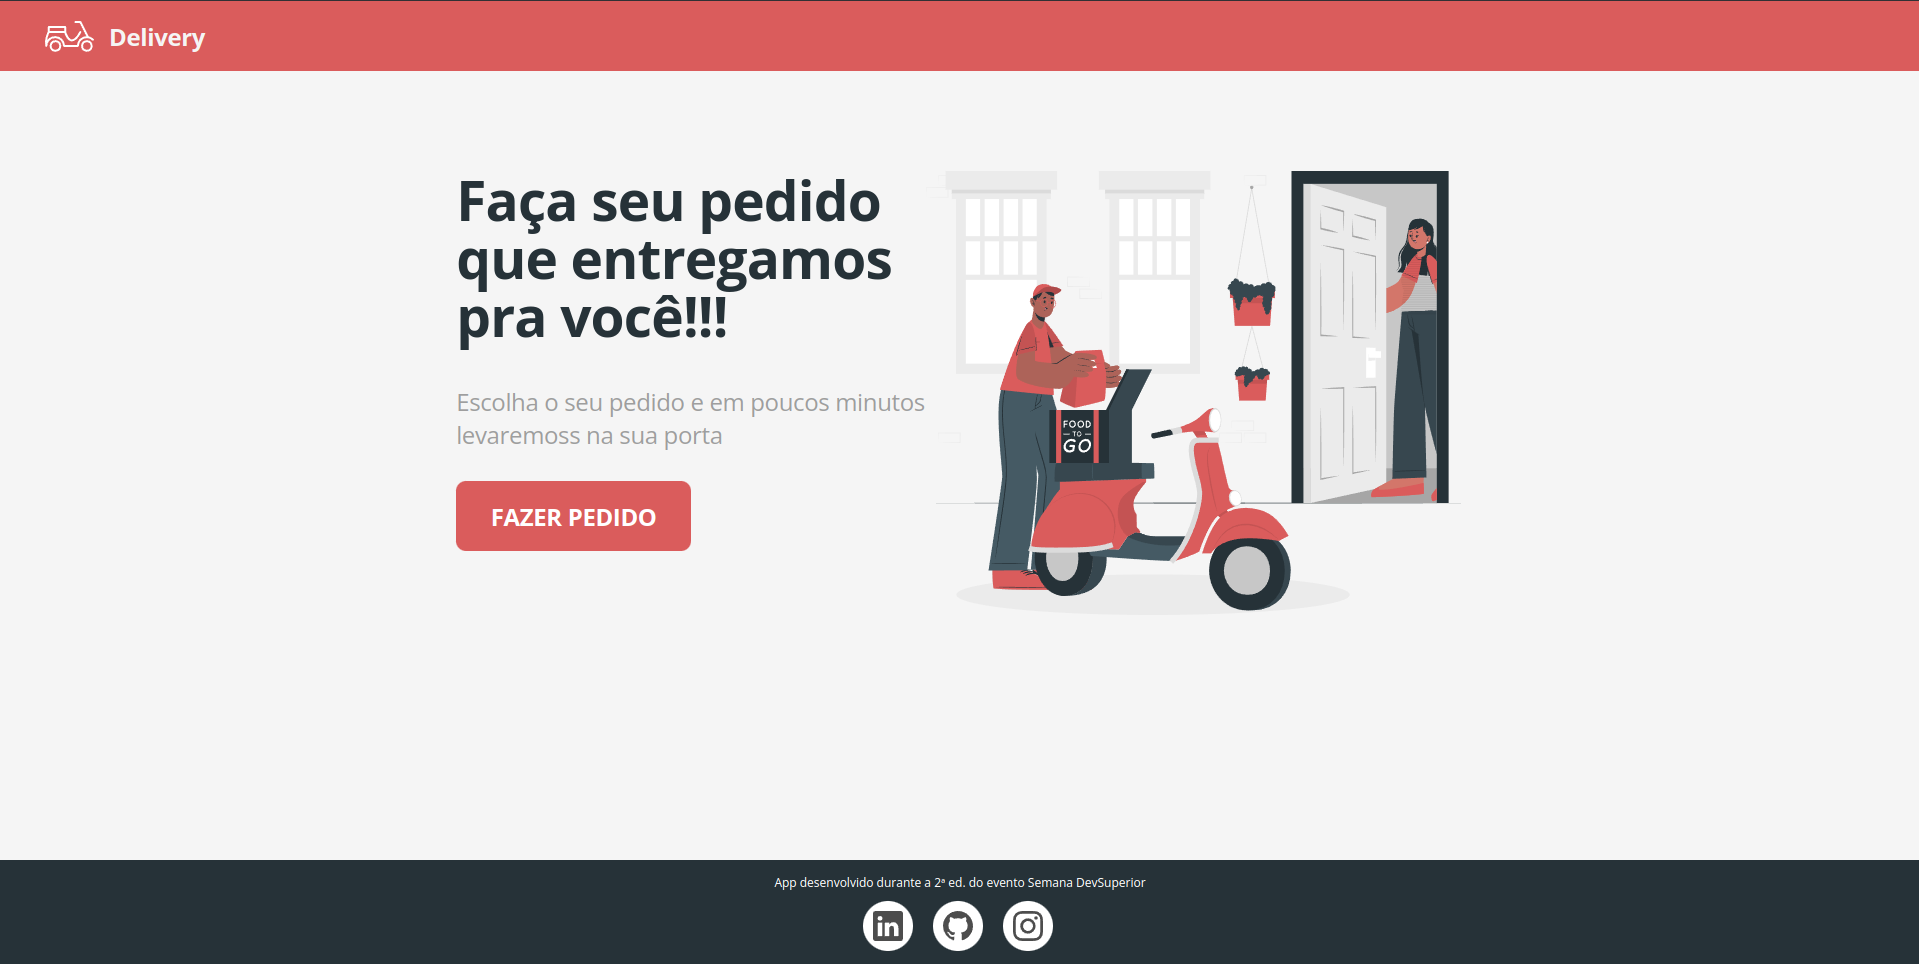 Delivery
Faça seu pedido
que entregamos
pra você!!!
Escolha o seu pedido e em poucos minutos
levaremoss na sua porta
FAZER PEDIDO
FOOD
TO
GO
App desenvolvido durante a 2ª ed. do evento Semana DevSuperior
in